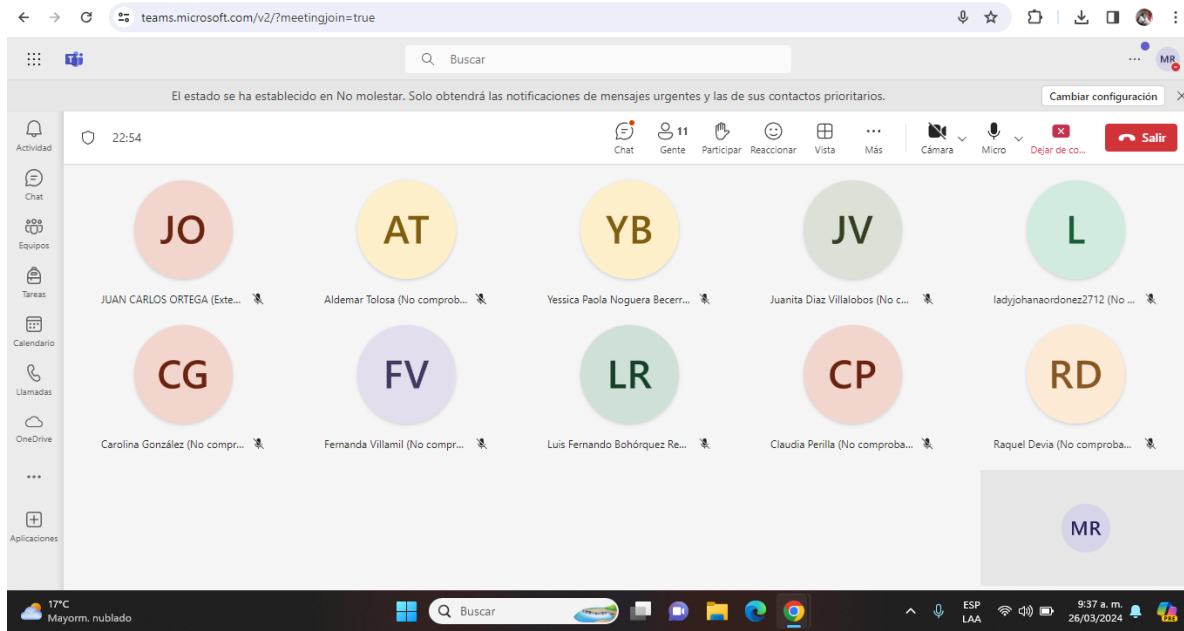 teams.microsoft.com/v2/?meetingjoin=true
Buscar
MR
El estado se ha establecido en No molestar. Solo obtendrá las notificaciones de mensajes urgentes y las de sus contactos prioritarios.
Cambiar configuración
22:54
11
Chat
Gente
Participar
Reaccionar
Vista
Más
Cámara
Micro
Dejar de co...
Salir
Actividad
Chat
Equipos
Tareas
Calendario
Llamadas
OneDrive
Aplicaciones
JO
AT
YB
JV
L
JUAN CARLOS ORTEGA (Exte...
Aldemar Tolosa (No comprob...
Yessica Paola Noguera Becerr...
Juanita Diaz Villalobos (No c...
ladyjohanaordonez2712 (No ...
CG
FV
LR
CP
RD
Carolina González (No compr...
Fernanda Villamil (No compr...
Luis Fernando Bohórquez Re...
Claudia Perilla (No comproba...
Raquel Devia (No comproba...
MR
17°C
Mayorm. nublado
Buscar
ESP
LAA
9:37 a. m.
26/03/2024
PRE